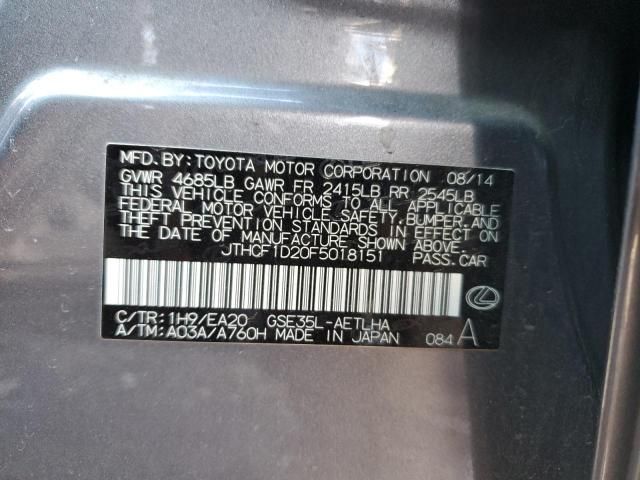 MFD. BY: TOYOTA MOTOR CORPORATION 08/14
GVWR 4685LB GAWR FR 2415LB RR 2545LB
THIS VEHICLE CONFORMS TO ALL APPLICABLE
FEDERAL MOTOR VEHICLE SAFETY, BUMPER, AND
THEFT PREVENTION STANDARDS IN EFFECT ON
THE DATE OF MANUFACTURE SHOWN ABOVE.
JTHCF1D20F5018151 PASS. CAR
C/TR: 1H9/EA20 GSE35L-AETLHA
A/TM: A03A/A760H MADE IN JAPAN 084 A